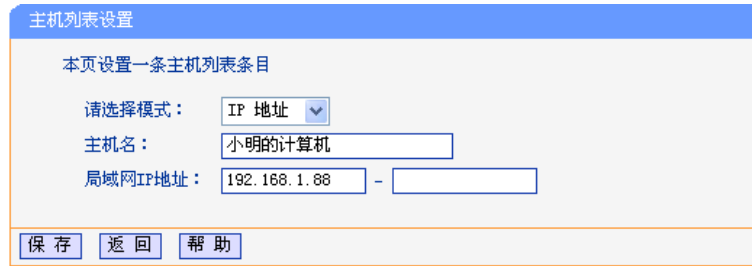 主机列表设置
本页设置一条主机列表条目
请选择模式： IP 地址
主机名： 小明的计算机
局域网IP地址： 192.168.1.88 -
保 存 返 回 帮 助